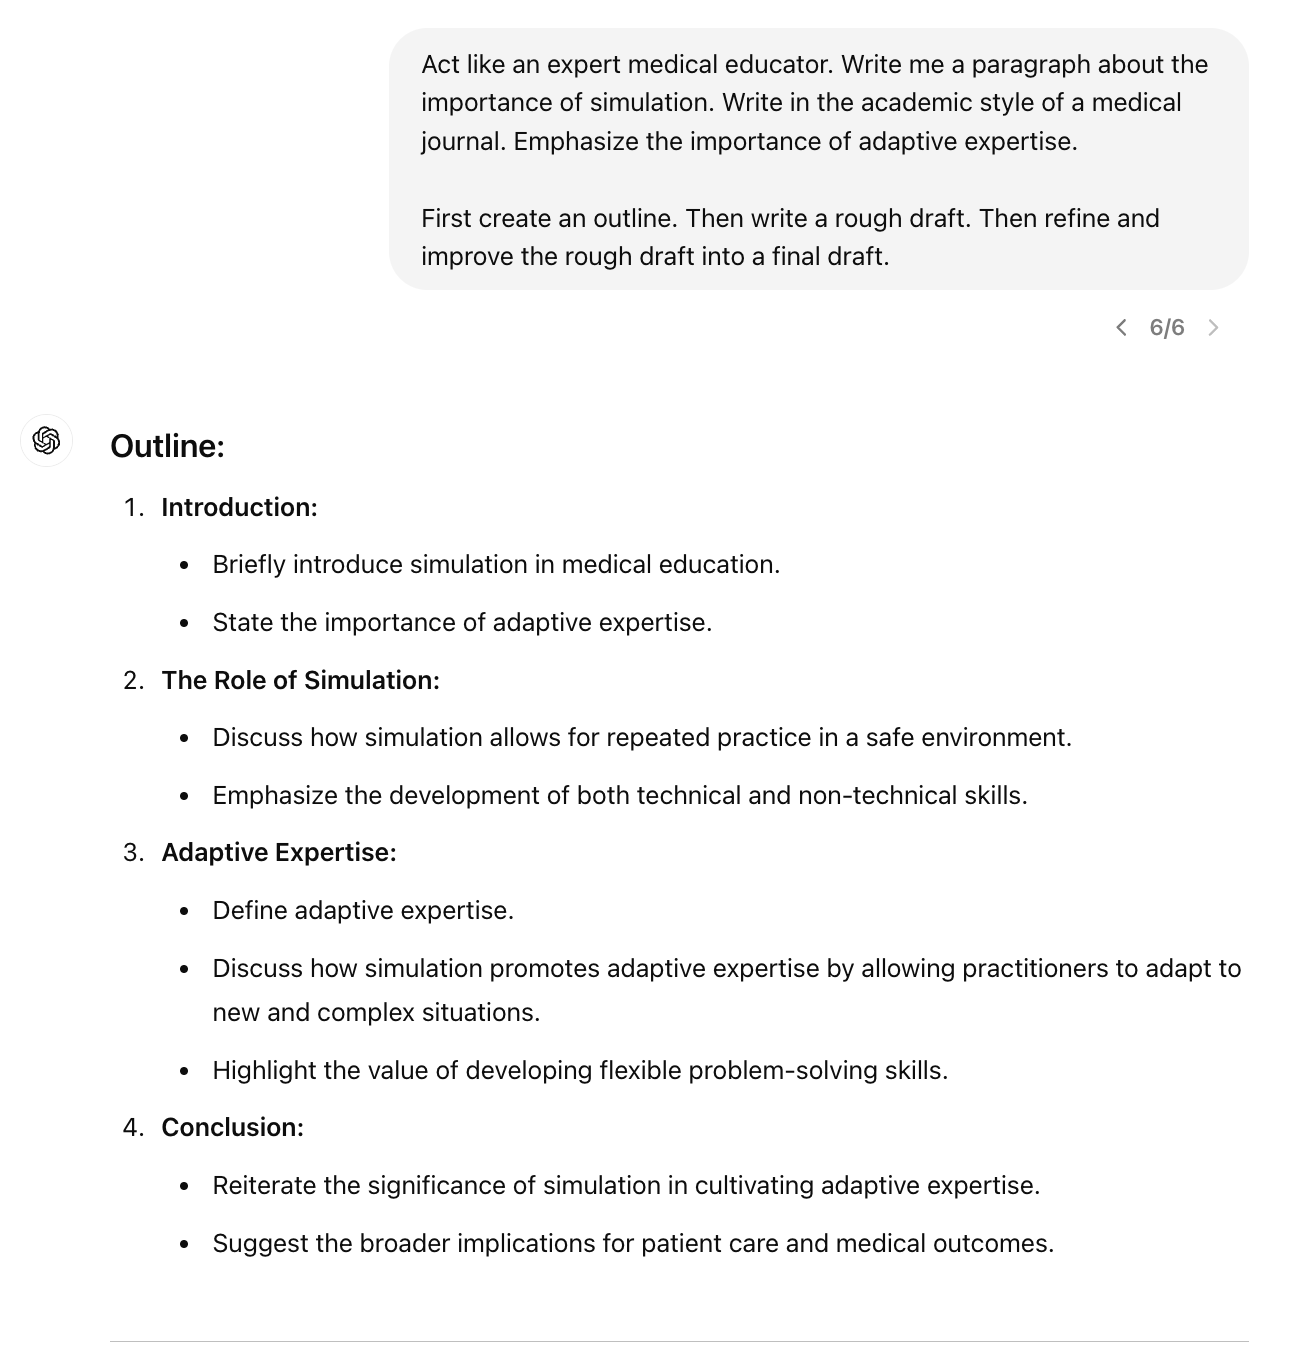 Act like an expert medical educator. Write me a paragraph about the
importance of simulation. Write in the academic style of a medical
journal. Emphasize the importance of adaptive expertise.
First create an outline. Then write a rough draft. Then refine and
improve the rough draft into a final draft.
6/6
Outline:
1. Introduction:
• Briefly introduce simulation in medical education.
• State the importance of adaptive expertise.
2. The Role of Simulation:
• Discuss how simulation allows for repeated practice in a safe environment.
• Emphasize the development of both technical and non-technical skills.
3. Adaptive Expertise:
• Define adaptive expertise.
• Discuss how simulation promotes adaptive expertise by allowing practitioners to adapt to
new and complex situations.
• Highlight the value of developing flexible problem-solving skills.
4. Conclusion:
• Reiterate the significance of simulation in cultivating adaptive expertise.
• Suggest the broader implications for patient care and medical outcomes.